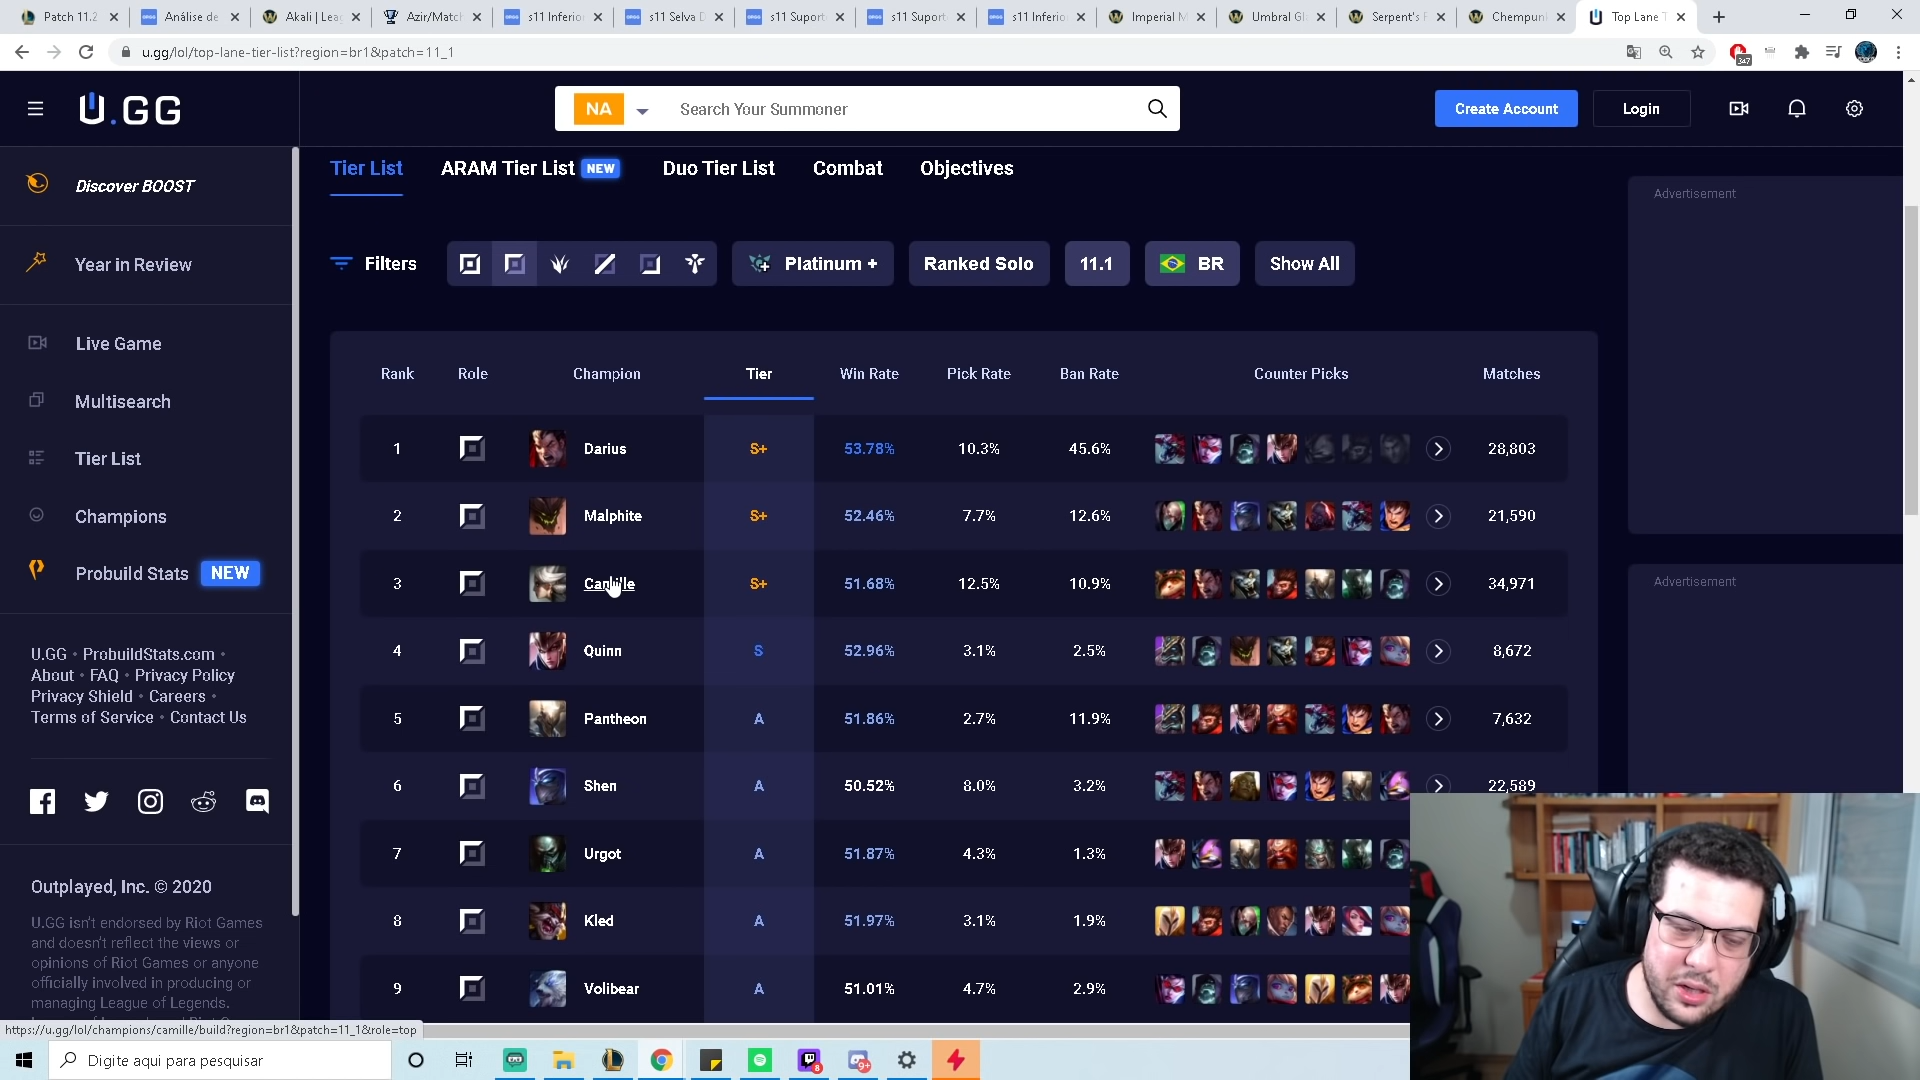 Patch 11.2
Análise de
Akali | Lea
Azir/Match
s11 Inferio
s11 Selva D
s11 Suport
s11 Suport
s11 Inferio
Imperial M
Umbral Gl
Serpent's F
Chempun
Top Lane T
u.gg/lol/top-lane-tier-list?region=br1&patch=11_1
347
U.GG
NA
Search Your Summoner
Create Account
Login
Discover BOOST
Year in Review
Live Game
Multisearch
Tier List
Champions
Probuild Stats NEW
U.GG • ProbuildStats.com •
About • FAQ • Privacy Policy
Privacy Shield • Careers •
Terms of Service • Contact Us
Outplayed, Inc. © 2020
U.GG isn't endorsed by Riot Games
and doesn't reflect the views or
opinions of Riot Games or anyone
officially involved in producing or
managing League of Legends.
Tier List ARAM Tier List NEW Duo Tier List Combat Objectives
Filters Platinum + Ranked Solo 11.1 BR Show All
Rank Role Champion Tier Win Rate Pick Rate Ban Rate Counter Picks Matches
1 Darius S+ 53.78% 10.3% 45.6% 28,803
2 Malphite S+ 52.46% 7.7% 12.6% 21,590
3 Camille S+ 51.68% 12.5% 10.9% 34,971
4 Quinn S 52.96% 3.1% 2.5% 8,672
5 Pantheon A 51.86% 2.7% 11.9% 7,632
6 Shen A 50.52% 8.0% 3.2% 22,589
7 Urgot A 51.87% 4.3% 1.3%
8 Kled A 51.97% 3.1% 1.9%
9 Volibear A 51.01% 4.7% 2.9%
Advertisement
Advertisement
https://u.gg/lol/champions/camille/build?region=br1&patch=11_1&role=top
Digite aqui para pesquisar
8
9+